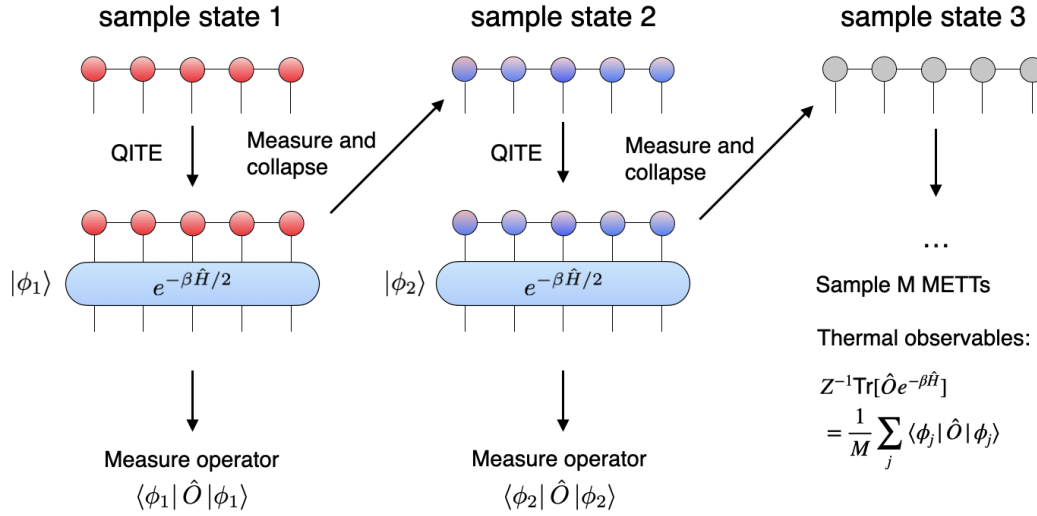 sample state 1
sample state 2
sample state 3
QITE
Measure and
collapse
QITE
Measure and
collapse
...
|ϕ₁⟩
e^{-βĤ/2}
|ϕ₂⟩
e^{-βĤ/2}
Sample M METTs
Thermal observables:
Z⁻¹Tr[Ôe^{-βĤ}]
= \frac{1}{M} \sum_j ⟨ϕ_j|Ô|ϕ_j⟩
Measure operator
⟨ϕ₁| Ô |ϕ₁⟩
Measure operator
⟨ϕ₂| Ô |ϕ₂⟩